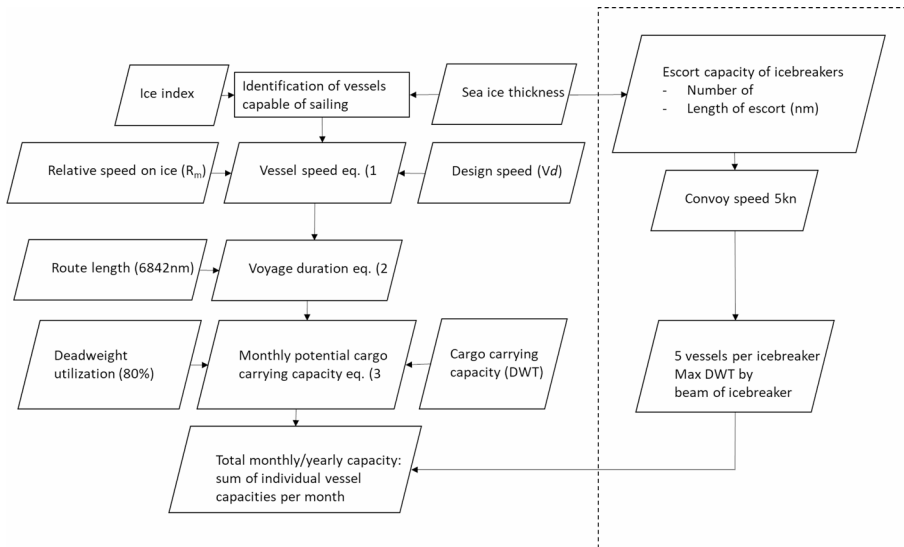 Ice index
Identification of vessels
capable of sailing
Sea ice thickness
Escort capacity of icebreakers
- Number of
- Length of escort (nm)
Relative speed on ice (Rm)
Vessel speed eq. (1
Design speed (Vd)
Convoy speed 5kn
Route length (6842nm)
Voyage duration eq. (2
Deadweight
utilization (80%)
Monthly potential cargo
carrying capacity eq. (3
Cargo carrying
capacity (DWT)
5 vessels per icebreaker
Max DWT by
beam of icebreaker
Total monthly/yearly capacity:
sum of individual vessel
capacities per month